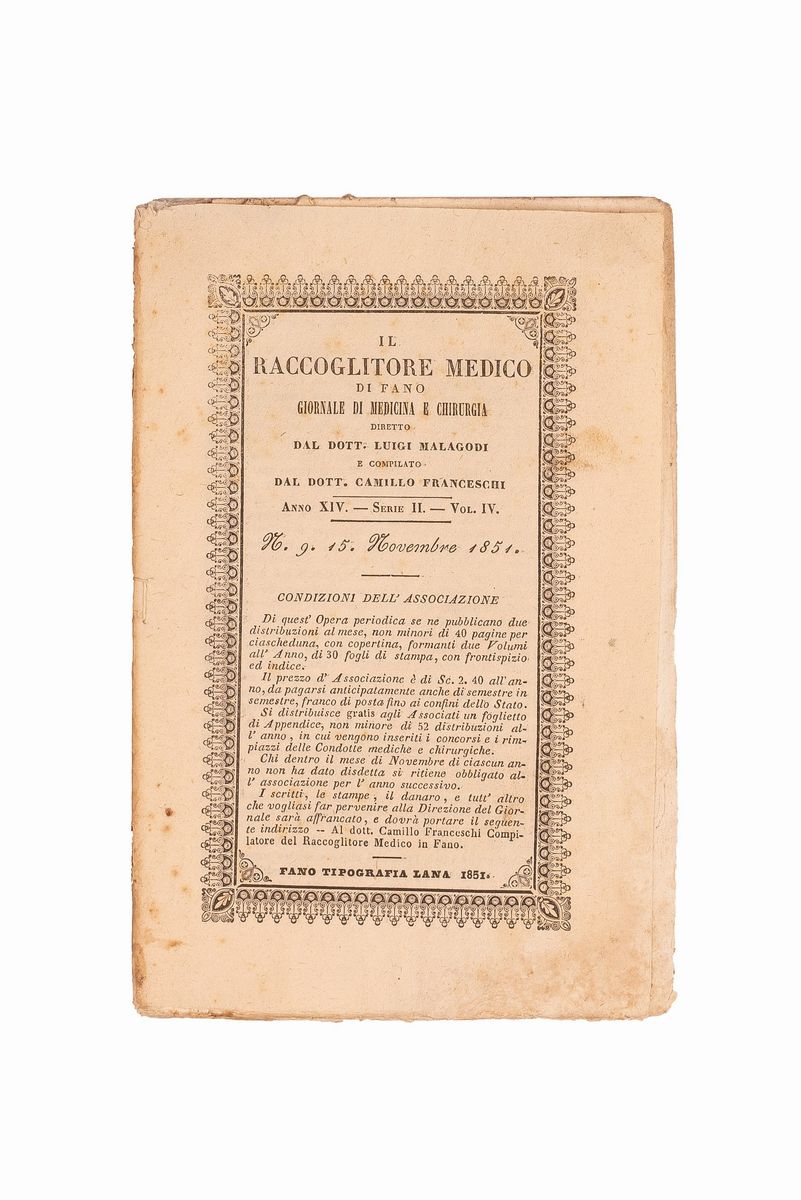 IL
RACCOGLITORE MEDICO
DI FANO
GIORNALE DI MEDICINA E CHIRURGIA
DIRETTO
DAL DOTT. LUIGI MALAGODI
E COMPILATO
DAL DOTT. CAMILLO FRANCESCHI
ANNO XIV. — SERIE II. — VOL. IV.
N. 9. 15. Novembre 1851.
CONDIZIONI DELL' ASSOCIAZIONE
Di quest' Opera periodica se ne pubblicano due
distribuzioni al mese, non minori di 40 pagine per
ciascheduna, con copertina, formanti due Volumi
all' Anno, di 30 fogli di stampa, con frontispizio
ed indice.
Il prezzo d' Associazione è di Sc. 2. 40 all' an-
no, da pagarsi anticipatamente anche di semestre in
semestre, franco di posta fino ai confini dello Stato.
Si distribuisce gratis agli Associati un foglietto
di Appendice, non minore di 52 distribuzioni al-
l' anno, in cui vengono inseriti i concorsi e i rim-
piazzi delle Condotte mediche e chirurgiche.
Chi dentro il mese di Novembre di ciascun an-
no non ha dato disdetta si ritiene obbligato al-
l' associazione per l' anno successivo.
I scritti, le stampe, il danaro, e tutt' altro
che vogliasi far pervenire alla Direzione del Gior-
nale sarà affrancato, e dovrà portare il seguen-
te indirizzo -- Al dott. Camillo Franceschi Compi-
latore del Raccoglitore Medico in Fano.
FANO TIPOGRAFIA LANA 1851.